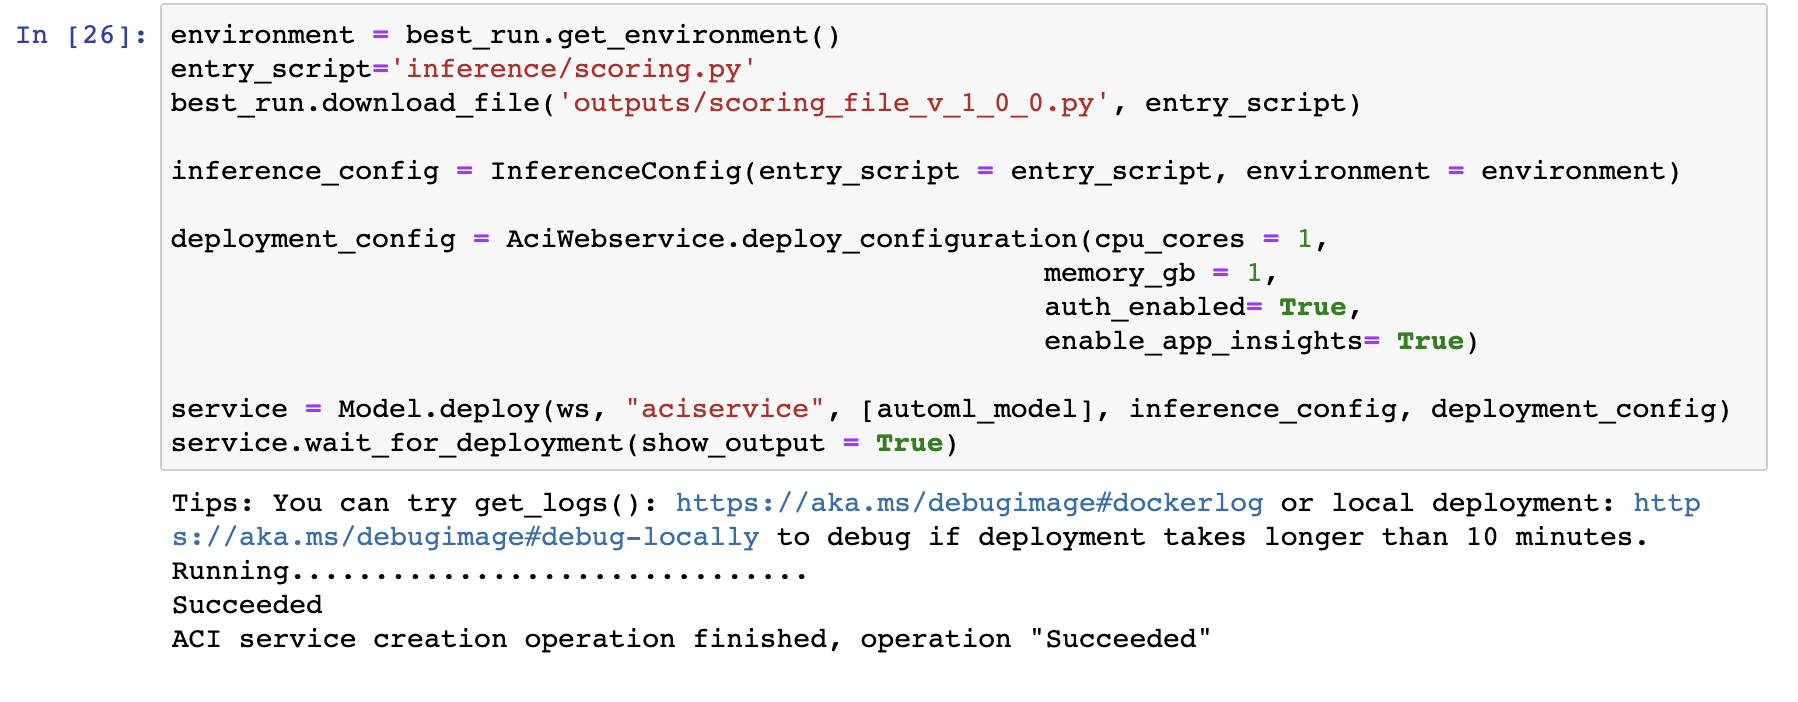 In [26]: environment = best_run.get_environment()
entry_script='inference/scoring.py'
best_run.download_file('outputs/scoring_file_v_1_0_0.py', entry_script)
inference_config = InferenceConfig(entry_script = entry_script, environment = environment)
deployment_config = AciWebservice.deploy_configuration(cpu_cores = 1,
memory_gb = 1,
auth_enabled= True,
enable_app_insights= True)
service = Model.deploy(ws, "aciservice", [automl_model], inference_config, deployment_config)
service.wait_for_deployment(show_output = True)
Tips: You can try get_logs(): https://aka.ms/debugimage#dockerlog or local deployment: http
s://aka.ms/debugimage#debug-locally to debug if deployment takes longer than 10 minutes.
Running...............................
Succeeded
ACI service creation operation finished, operation "Succeeded"